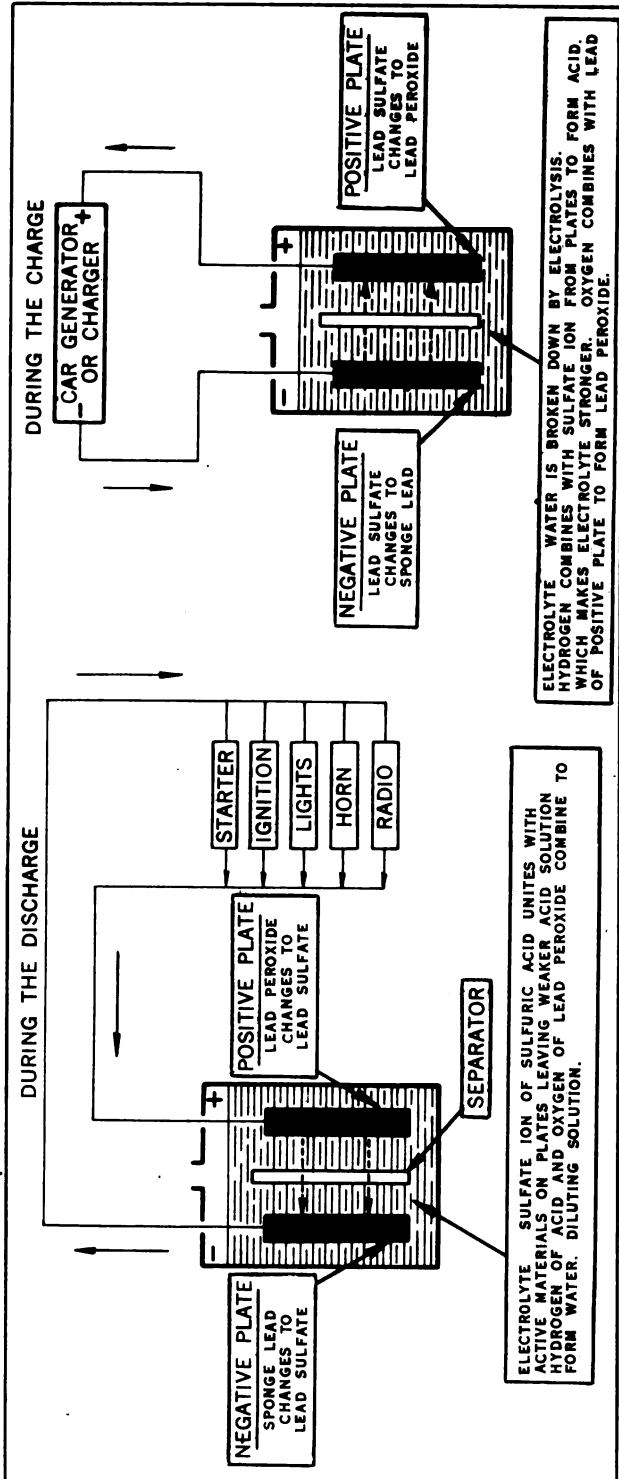 DURING THE DISCHARGE
NEGATIVE PLATE
SPONGE LEAD
CHANGES TO
LEAD SULFATE
-
+
POSITIVE PLATE
LEAD PEROXIDE
CHANGES TO
LEAD SULFATE
SEPARATOR
STARTER
IGNITION
LIGHTS
HORN
RADIO
ELECTROLYTE SULFATE ION OF SULFURIC ACID UNITES WITH
ACTIVE MATERIALS ON PLATES LEAVING WEAKER ACID SOLUTION
HYDROGEN OF ACID AND OXYGEN OF LEAD PEROXIDE COMBINE TO
FORM WATER. DILUTING SOLUTION.
DURING THE CHARGE
- CAR GENERATOR +
OR CHARGER
NEGATIVE PLATE
LEAD SULFATE
CHANGES TO
SPONGE LEAD
-
+
POSITIVE PLATE
LEAD SULFATE
CHANGES TO
LEAD PEROXIDE
ELECTROLYTE WATER IS BROKEN DOWN BY ELECTROLYSIS.
HYDROGEN COMBINES WITH SULFATE ION FROM PLATES TO FORM ACID.
WHICH MAKES ELECTROLYTE STRONGER. OXYGEN COMBINES WITH LEAD
OF POSITIVE PLATE TO FORM LEAD PEROXIDE.